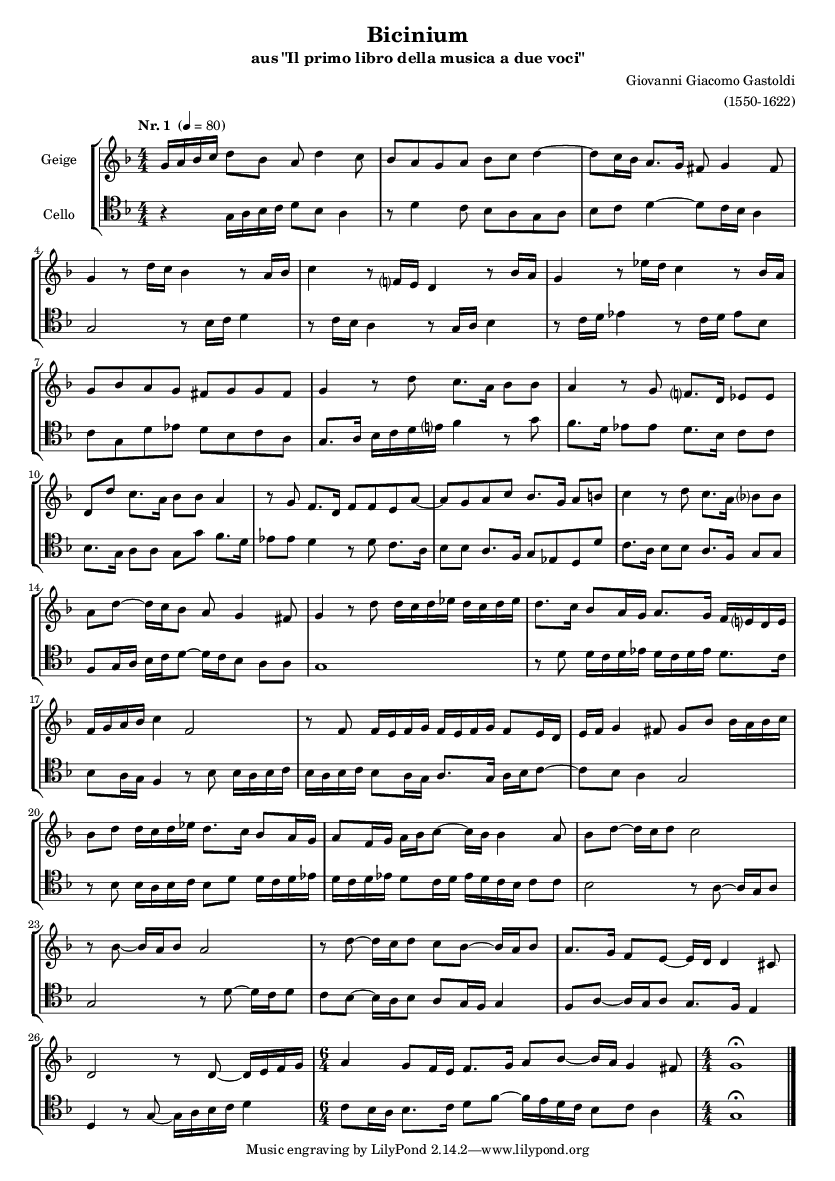 Bicinium
aus "Il primo libro della musica a due voci"
Giovanni Giacomo Gastoldi
(1550-1622)
Nr. 1 (♩ = 80)
Geige
Cello
4
7
10
14
17
20
23
26
Music engraving by LilyPond 2.14.2—www.lilypond.org